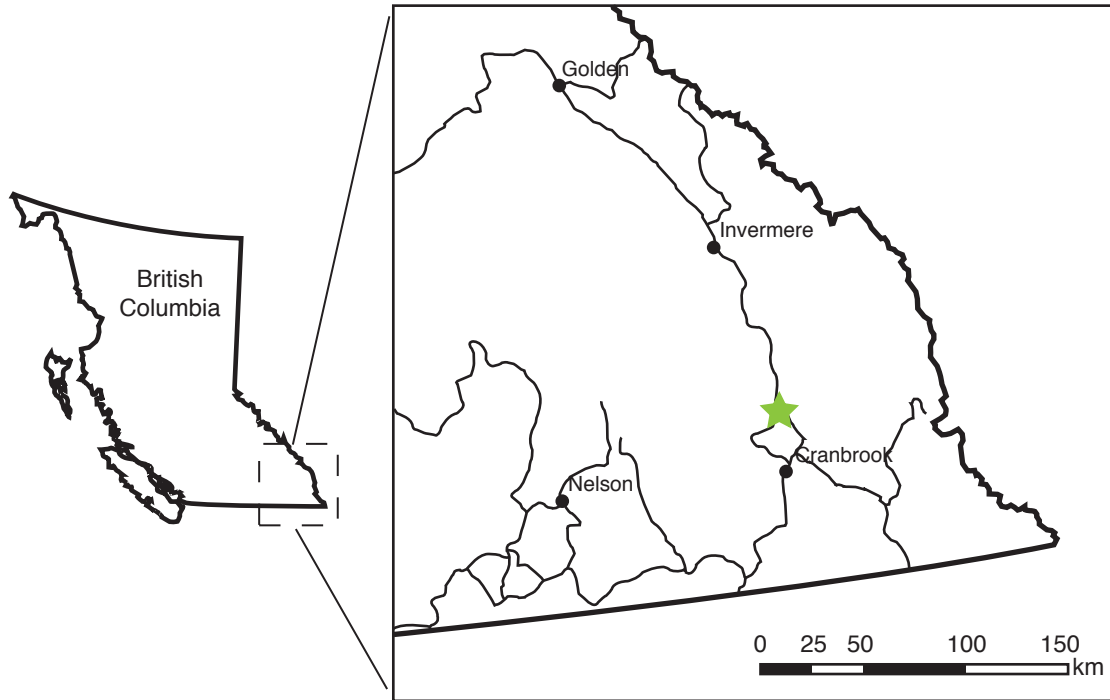 Golden
Invermere
British
Columbia
Cranbrook
Nelson
0 25 50 100 150
km